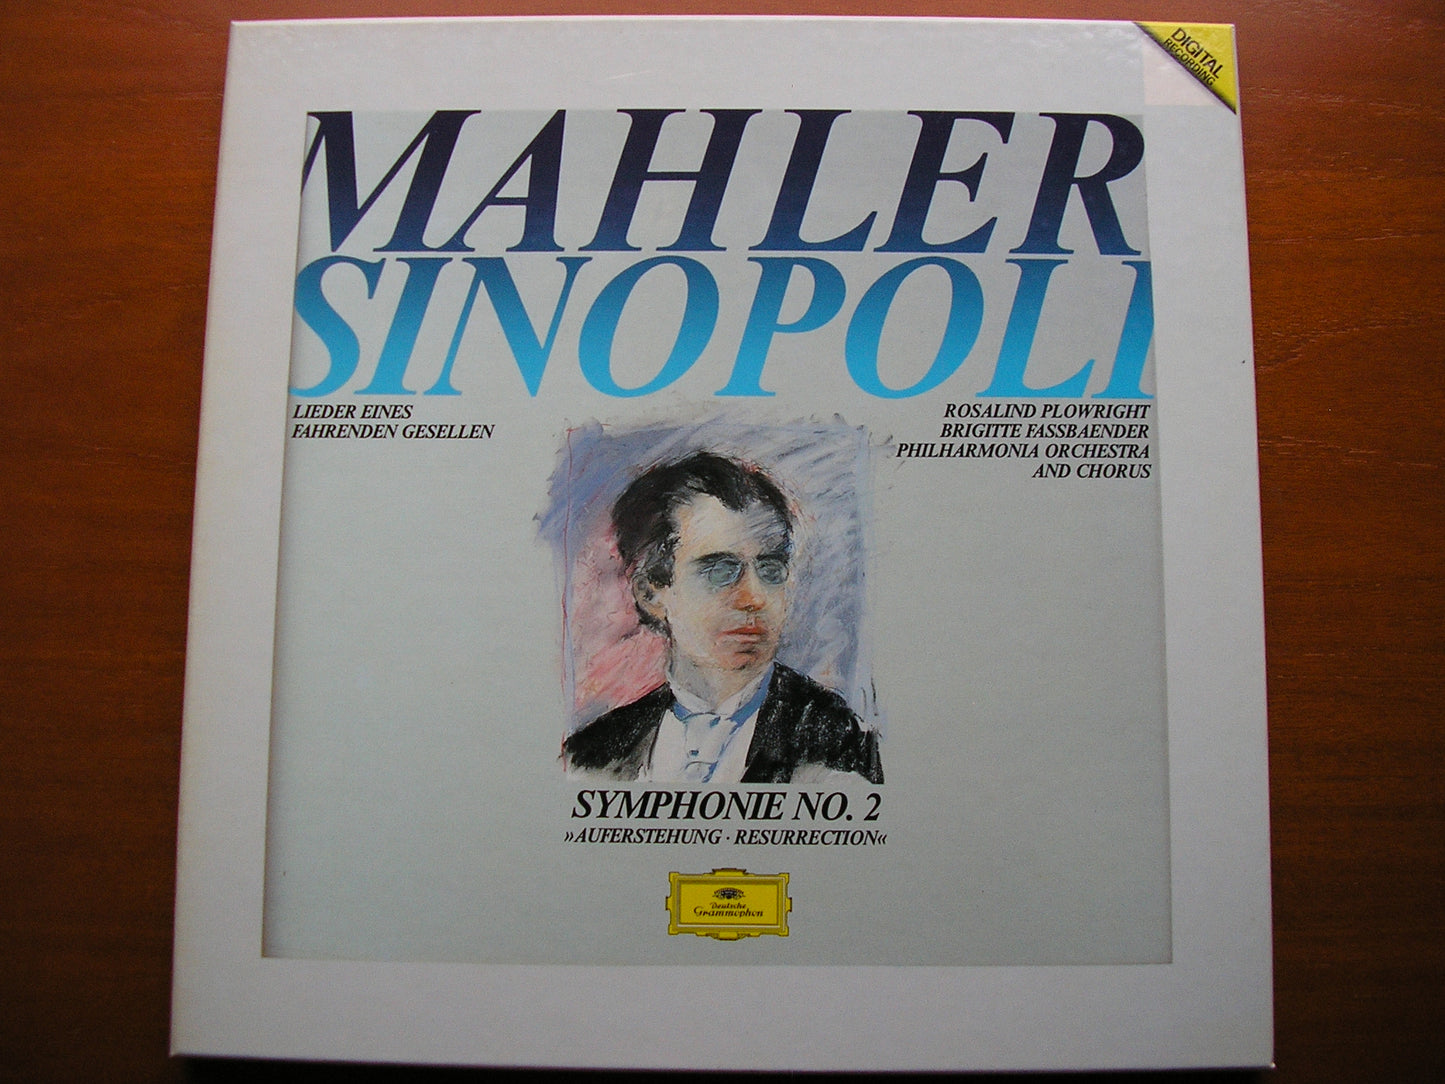 DIGITAL
RECORDING
MAHLER
SINOPOLI
LIEDER EINES
FAHRENDEN GESELLEN
ROSALIND PLOWRIGHT
BRIGITTE FASSBAENDER
PHILHARMONIA ORCHESTRA
AND CHORUS
SYMPHONIE NO. 2
»AUFERSTEHUNG · RESURRECTION«
Deutsche
Grammophon